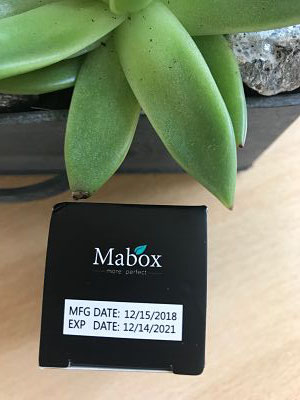 Mabox
more perfect
MFG DATE: 12/15/2018
EXP DATE: 12/14/2021